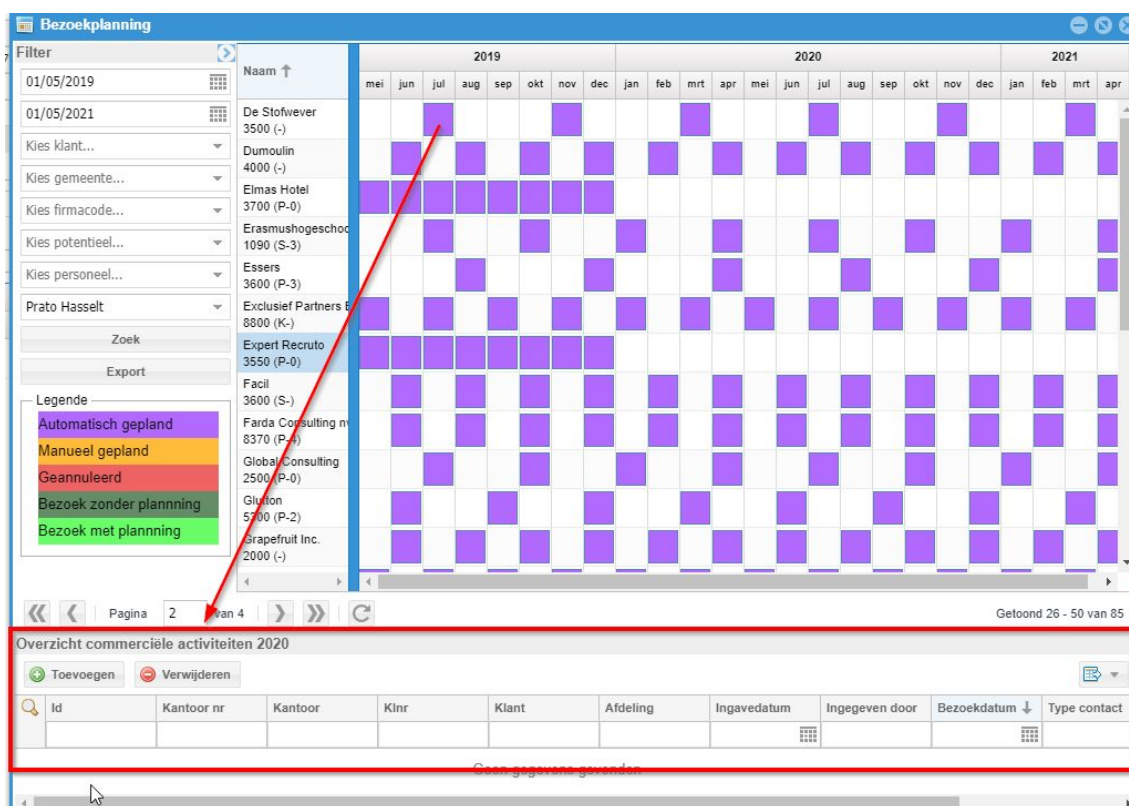 Bezoekplanning
Filter
01/05/2019
01/05/2021
Kies klant...
Kies gemeente...
Kies firmacode...
Kies potentieel...
Kies personeel...
Prato Hasselt
Zoek
Export
Legende
Automatisch gepland
Manueel gepland
Geannuleerd
Bezoek zonder plannning
Bezoek met plannning
Naam
2019 2020 2021
mei jun jul aug sep okt nov dec jan feb mrt apr mei jun jul aug sep okt nov dec jan feb mrt apr
De Stofwever
3500 (-)
Dumoulin
4000 (-)
Elmas Hotel
3700 (P-0)
Erasmushogeschoo
1090 (S-3)
Essers
3600 (P-3)
Exclusief Partners
8800 (K-)
Expert Recruto
3550 (P-0)
Facil
3600 (S-)
Farda Consulting nv
8370 (P-4)
Global Consulting
2500 (P-0)
Glutton
5300 (P-2)
Grapefruit Inc.
2000 (-)
Pagina 2 van 4
Getoond 26 - 50 van 85
Overzicht commerciële activiteiten 2020
Toevoegen Verwijderen
Id Kantoor nr Kantoor Klnr Klant Afdeling Ingavedatum Ingegeven door Bezoekdatum Type contact
Geen gegevens gevonden